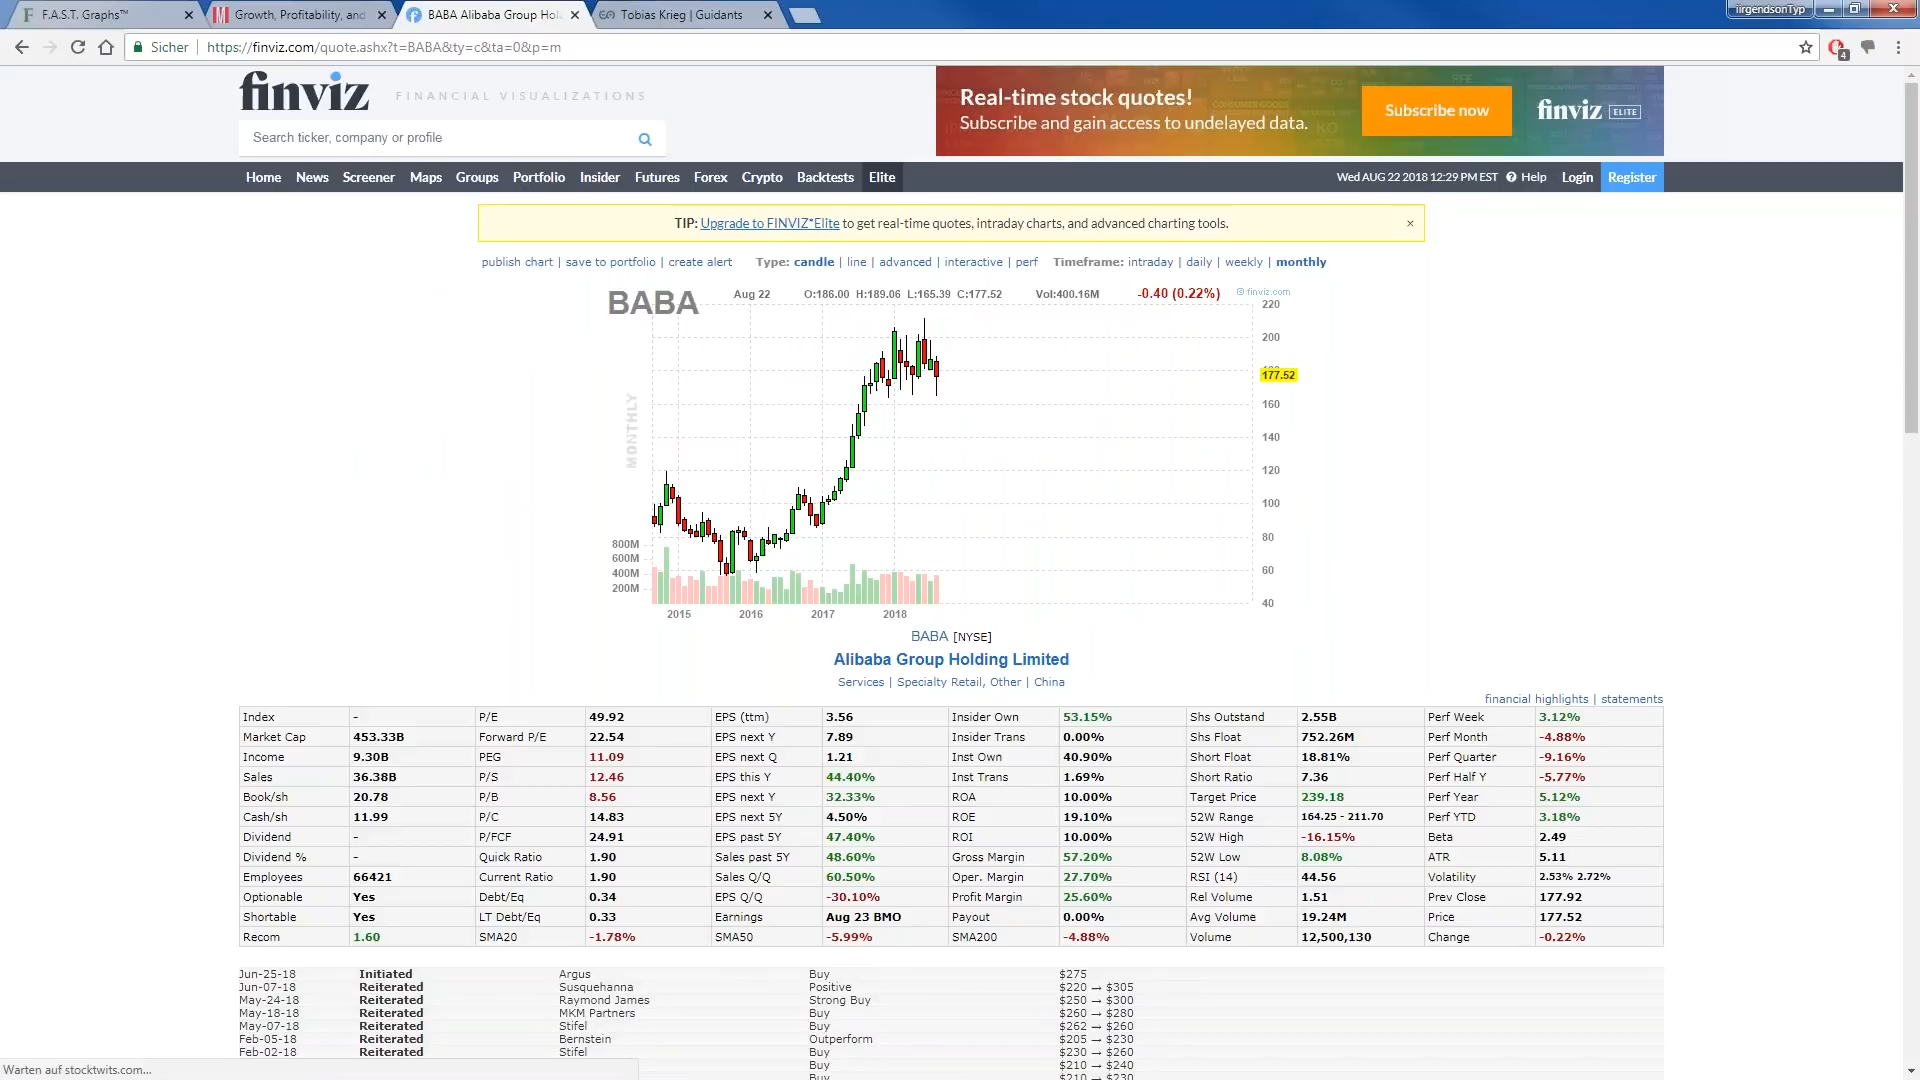 F.A.S.T. Graphs™
Growth, Profitability, and
BABA Alibaba Group Hol
Tobias Krieg | Guidants
iirgendsonTyp
Sicher
https://finviz.com/quote.ashx?t=BABA&ty=c&ta=0&p=m
4
finviz FINANCIAL VISUALIZATIONS
Search ticker, company or profile
Real-time stock quotes!
Subscribe and gain access to undelayed data.
Subscribe now
finviz ELITE
Home News Screener Maps Groups Portfolio Insider Futures Forex Crypto Backtests Elite
Wed AUG 22 2018 12:29 PM EST Help Login Register
TIP: Upgrade to FINVIZ*Elite to get real-time quotes, intraday charts, and advanced charting tools. ×
publish chart | save to portfolio | create alert Type: candle | line | advanced | interactive | perf Timeframe: intraday | daily | weekly | monthly
BABA Aug 22 O:186.00 H:189.06 L:165.39 C:177.52 Vol:400.16M -0.40 (0.22%) © finviz.com
220
200
177.52
160
140
120
100
80
60
40
MONTHLY
800M
600M
400M
200M
2015 2016 2017 2018
BABA [NYSE]
Alibaba Group Holding Limited
Services | Specialty Retail, Other | China
financial highlights | statements
Index - P/E 49.92 EPS (ttm) 3.56 Insider Own 53.15% Shs Outstand 2.55B Perf Week 3.12%
Market Cap 453.33B Forward P/E 22.54 EPS next Y 7.89 Insider Trans 0.00% Shs Float 752.26M Perf Month -4.88%
Income 9.30B PEG 11.09 EPS next Q 1.21 Inst Own 40.90% Short Float 18.81% Perf Quarter -9.16%
Sales 36.38B P/S 12.46 EPS this Y 44.40% Inst Trans 1.69% Short Ratio 7.36 Perf Half Y -5.77%
Book/sh 20.78 P/B 8.56 EPS next Y 32.33% ROA 10.00% Target Price 239.18 Perf Year 5.12%
Cash/sh 11.99 P/C 14.83 EPS next 5Y 4.50% ROE 19.10% 52W Range 164.25 - 211.70 Perf YTD 3.18%
Dividend - P/FCF 24.91 EPS past 5Y 47.40% ROI 10.00% 52W High -16.15% Beta 2.49
Dividend % - Quick Ratio 1.90 Sales past 5Y 48.60% Gross Margin 57.20% 52W Low 8.08% ATR 5.11
Employees 66421 Current Ratio 1.90 Sales Q/Q 60.50% Oper. Margin 27.70% RSI (14) 44.56 Volatility 2.53% 2.72%
Optionable Yes Debt/Eq 0.34 EPS Q/Q -30.10% Profit Margin 25.60% Rel Volume 1.51 Prev Close 177.92
Shortable Yes LT Debt/Eq 0.33 Earnings Aug 23 BMO Payout 0.00% Avg Volume 19.24M Price 177.52
Recom 1.60 SMA20 -1.78% SMA50 -5.99% SMA200 -4.88% Volume 12,500,130 Change -0.22%
Jun-25-18 Initiated Argus Buy $275
Jun-07-18 Reiterated Susquehanna Positive $220 → $305
May-24-18 Reiterated Raymond James Strong Buy $250 → $300
May-18-18 Reiterated MKM Partners Buy $260 → $280
May-07-18 Reiterated Stifel Buy $262 → $260
Feb-05-18 Reiterated Bernstein Outperform $205 → $230
Feb-02-18 Reiterated Stifel Buy $230 → $260
Buy $210 → $240
Buy $210 → $230
Warten auf stocktwits.com...